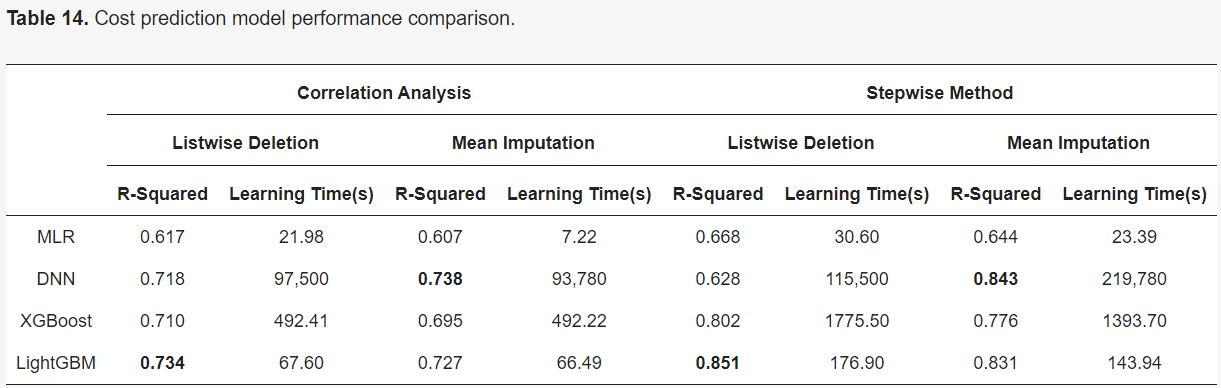 Table 14. Cost prediction model performance comparison.
Correlation Analysis Stepwise Method
Listwise Deletion Mean Imputation Listwise Deletion Mean Imputation
R-Squared Learning Time(s) R-Squared Learning Time(s) R-Squared Learning Time(s) R-Squared Learning Time(s)
MLR 0.617 21.98 0.607 7.22 0.668 30.60 0.644 23.39
DNN 0.718 97,500 0.738 93,780 0.628 115,500 0.843 219,780
XGBoost 0.710 492.41 0.695 492.22 0.802 1775.50 0.776 1393.70
LightGBM 0.734 67.60 0.727 66.49 0.851 176.90 0.831 143.94